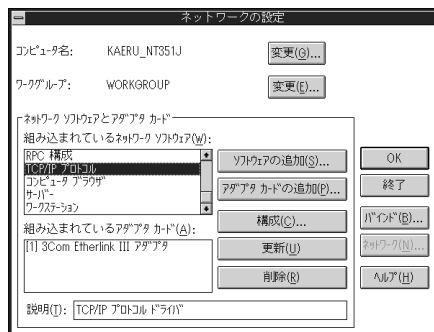 ネットワークの設定
コンピュータ名: KAERU_NT351J 変更(G)...
ワークグループ: WORKGROUP 変更(E)...
ネットワーク ソフトウェアとアダプタ カード
組み込まれているネットワーク ソフトウェア(W):
RPC 構成
TCP/IP プロトコル
コンピュータ ブラウザ
サーバー
ワークステーション
ソフトウェアの追加(S)...
アダプタ カードの追加(P)...
構成(C)...
更新(U)
削除(R)
組み込まれているアダプタ カード(A):
[1] 3Com Etherlink III アダプタ
説明(T): TCP/IP プロトコル ドライバ
OK
終了
バインド(B)...
ネットワーク(N)...
ヘルプ(H)